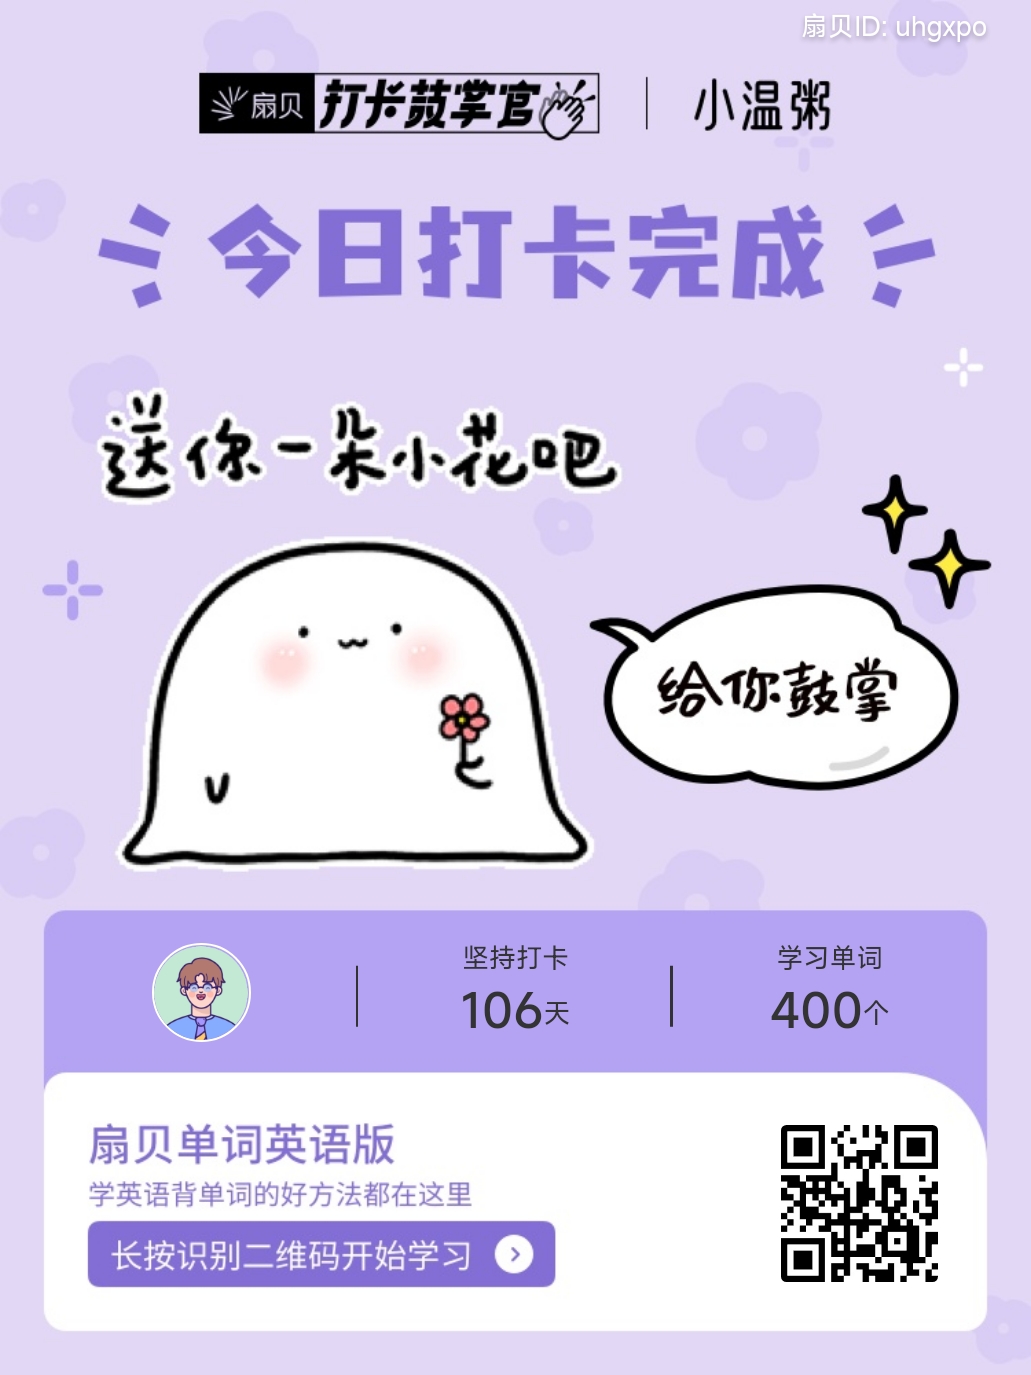 扇贝ID: uhgxpo
扇贝 打卡鼓掌官 小温粥
今日打卡完成
送你一朵小花吧
给你鼓掌
坚持打卡 学习单词
106天 400个
扇贝单词英语版
学英语背单词的好方法都在这里
长按识别二维码开始学习